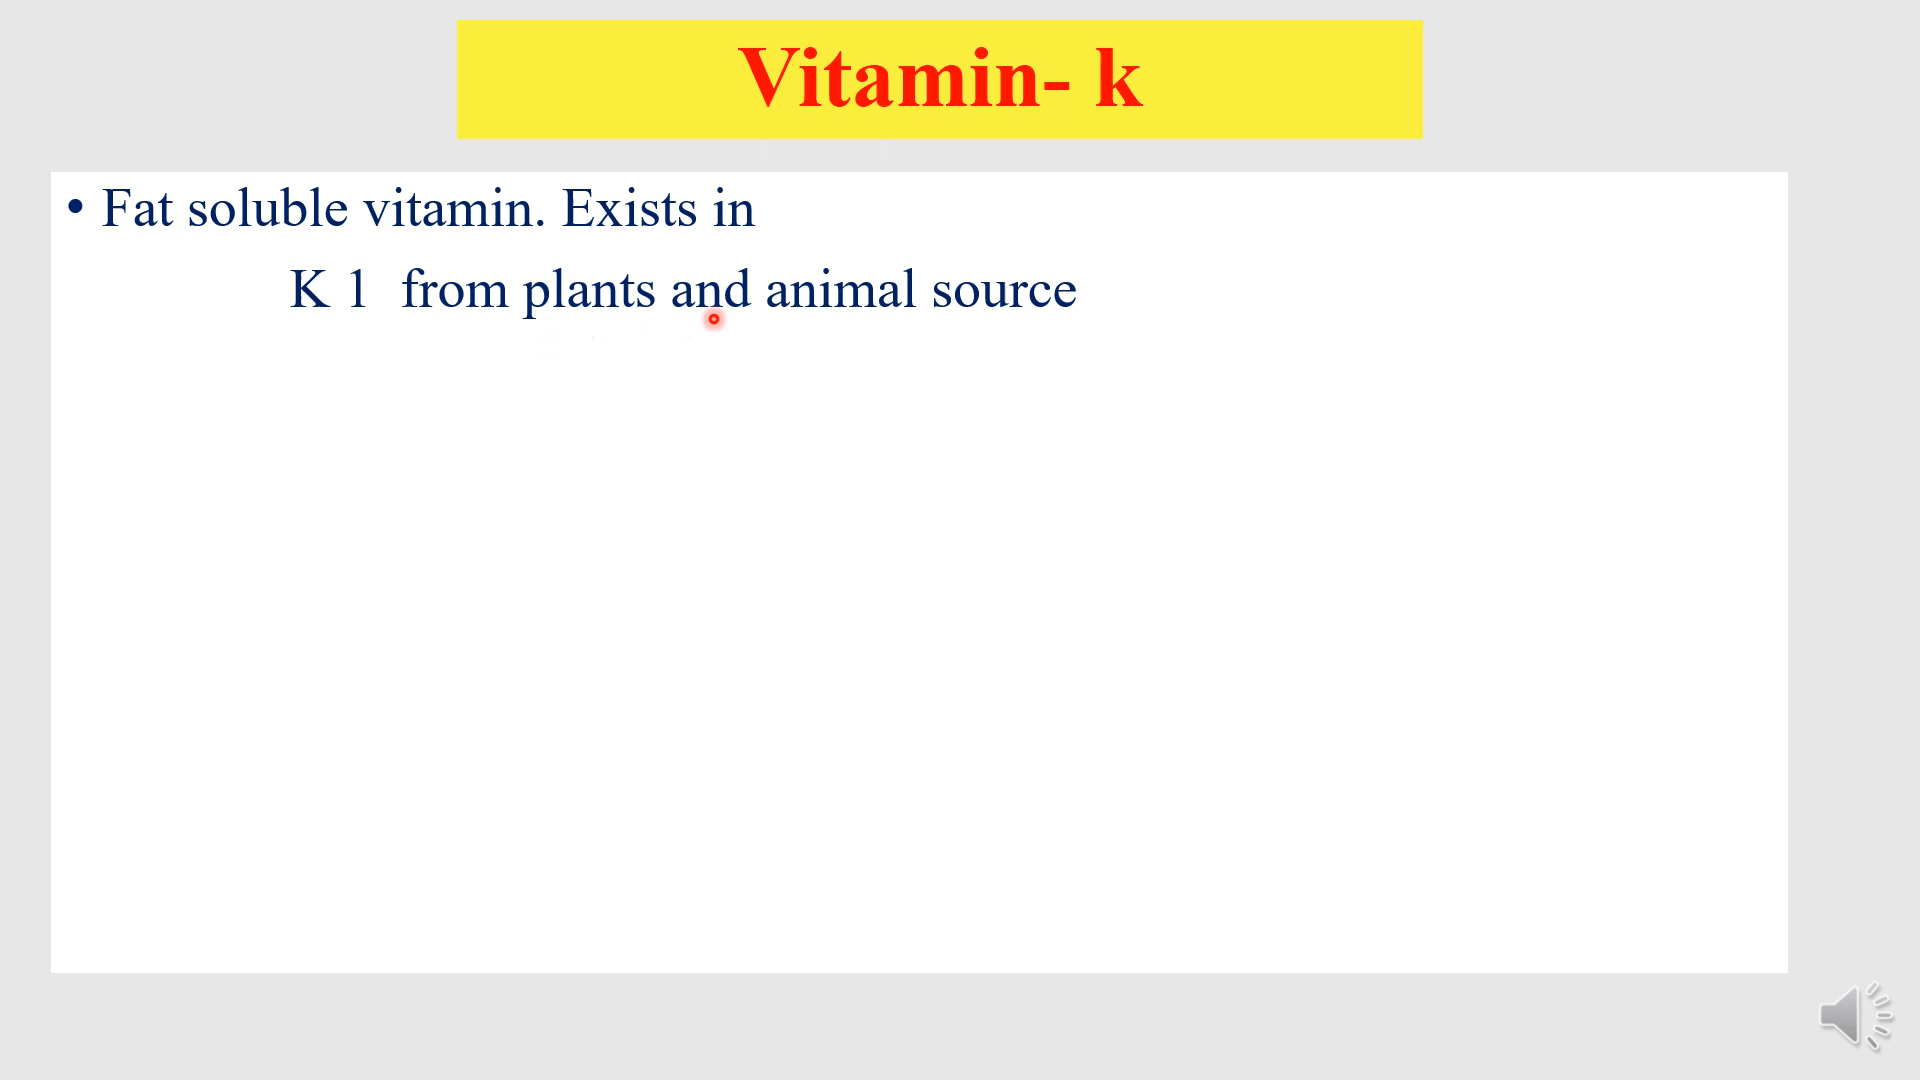 Vitamin- k
• Fat soluble vitamin. Exists in
K 1 from plants and animal source